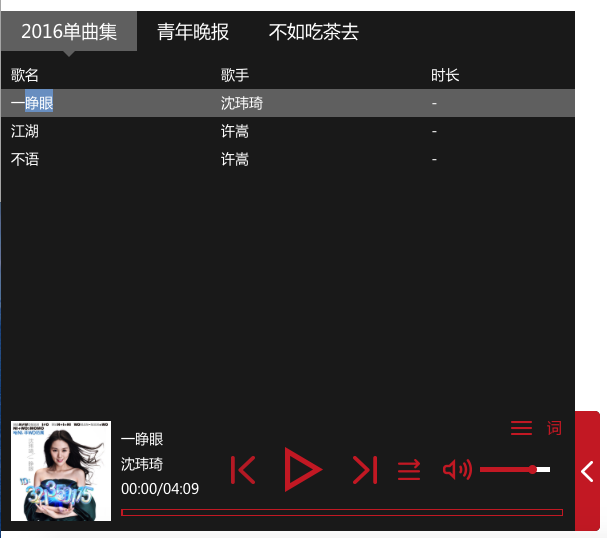 2016单曲集 青年晚报 不如吃茶去
歌名 歌手 时长
一睁眼 沈玮琦 -
江湖 许嵩 -
不语 许嵩 -
词
一睁眼
沈玮琦
00:00/04:09